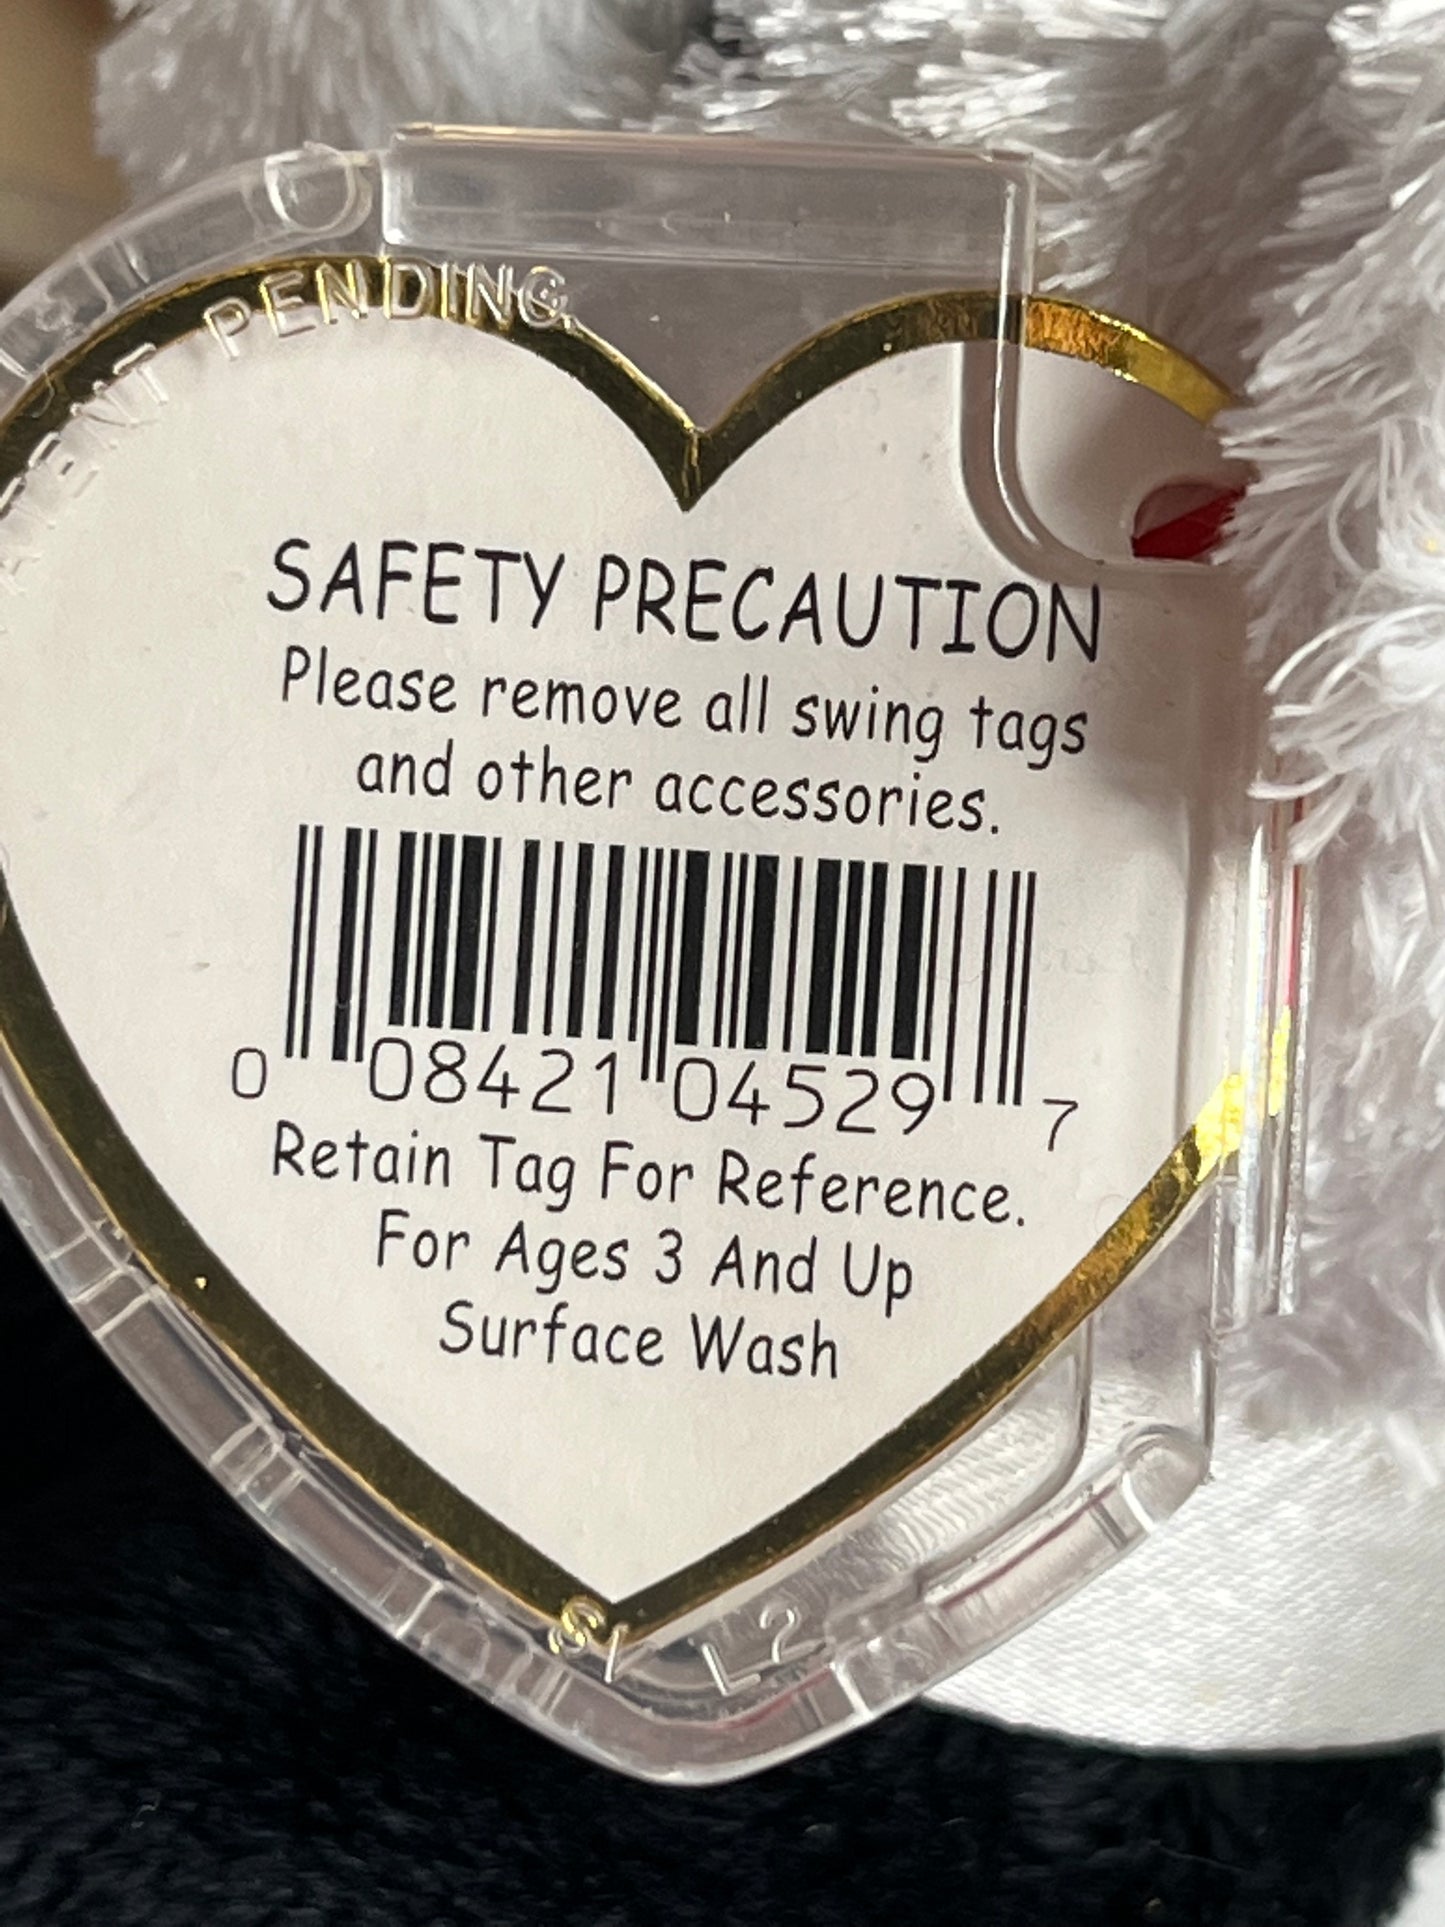 PENDING.
SAFETY PRECAUTION
Please remove all swing tags
and other accessories.
0 08421 04529 7
Retain Tag For Reference.
For Ages 3 And Up
Surface Wash
L2